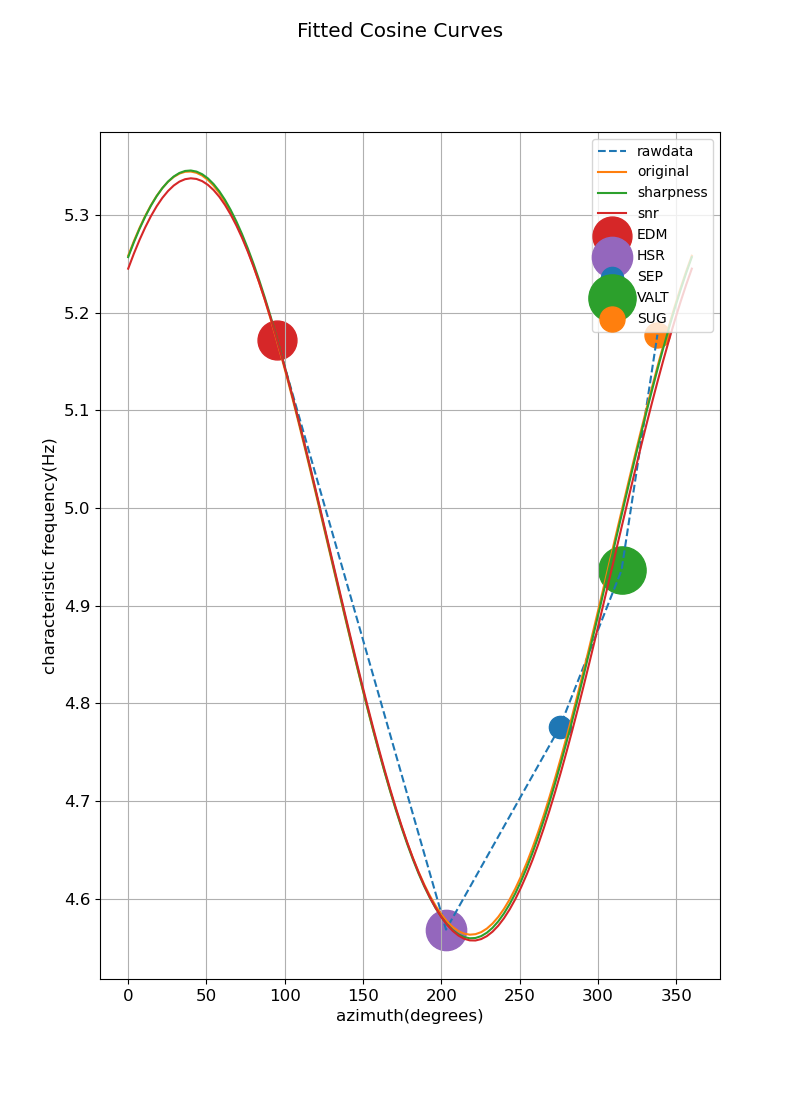 Fitted Cosine Curves
rawdata
original
sharpness
snr
EDM
HSR
SEP
VALT
SUG
5.3
5.2
5.1
5.0
4.9
4.8
4.7
4.6
characteristic frequency(Hz)
0 50 100 150 200 250 300 350
azimuth(degrees)